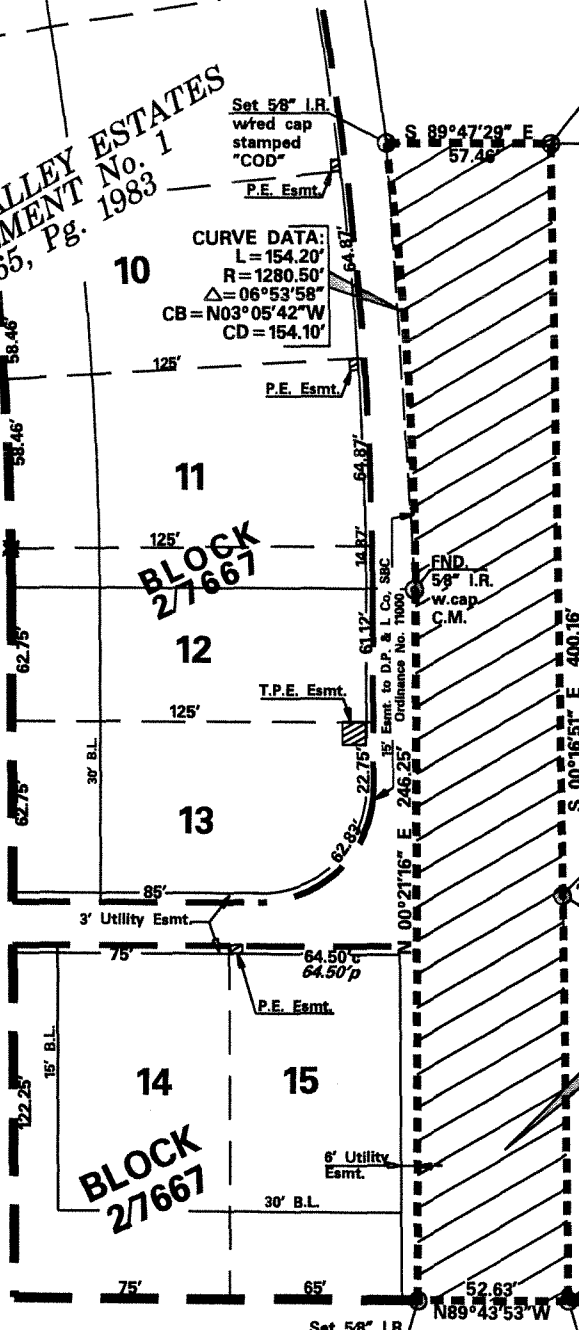 ALLEY ESTATES
MENT No. 1
65, Pg. 1983
Set 5/8" I.R.
w/red cap
stamped
"COD"
S 89°47'29" E
57.46'
P.E. Esmt.
10
CURVE DATA:
L=154.20'
R=1280.50'
△=06°53'58"
CB=N03°05'42"W
CD=154.10'
64.87'
58.46'
125'
P.E. Esmt.
58.46'
11
64.87'
125'
14.87'
BLOCK
2/7667
FND.
5/8" I.R.
w.cap
C.M.
15' Esmt. to D.P. & L Co, SBC
Ordinance No. 11000
62.75'
12
61.12'
T.P.E. Esmt.
125'
30' B.L.
62.75'
13
22.75'
62.83'
N 00°21'16" E 246.25'
S 00°16'51" E 400.16'
85'
3' Utility Esmt.
75'
64.50'c
64.50'p
P.E. Esmt.
15' B.L.
14
15
122.25'
BLOCK
2/7667
6' Utility
Esmt.
30' B.L.
75'
65'
52.63'
N89°43'53"W
Set 5/8" I.R.